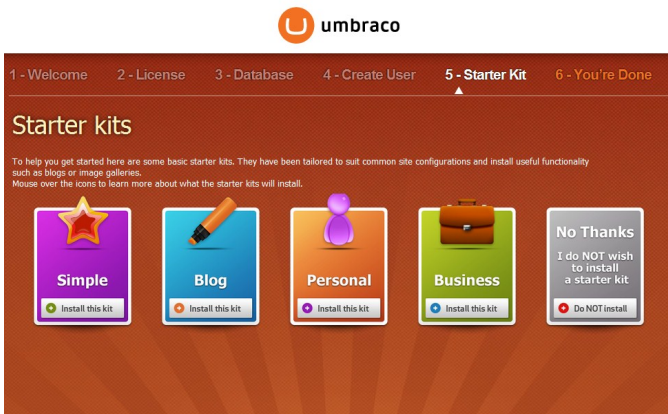 umbraco
1 - Welcome
2 - License
3 - Database
4 - Create User
5 - Starter Kit
6 - You're Done
Starter kits
To help you get started here are some basic starter kits. They have been tailored to suit common site configurations and install useful functionality
such as blogs or image galleries.
Mouse over the icons to learn more about what the starter kits will install.
Simple
Install this kit
Blog
Install this kit
Personal
Install this kit
Business
Install this kit
No Thanks
I do NOT wish
to install
a starter kit
Do NOT install